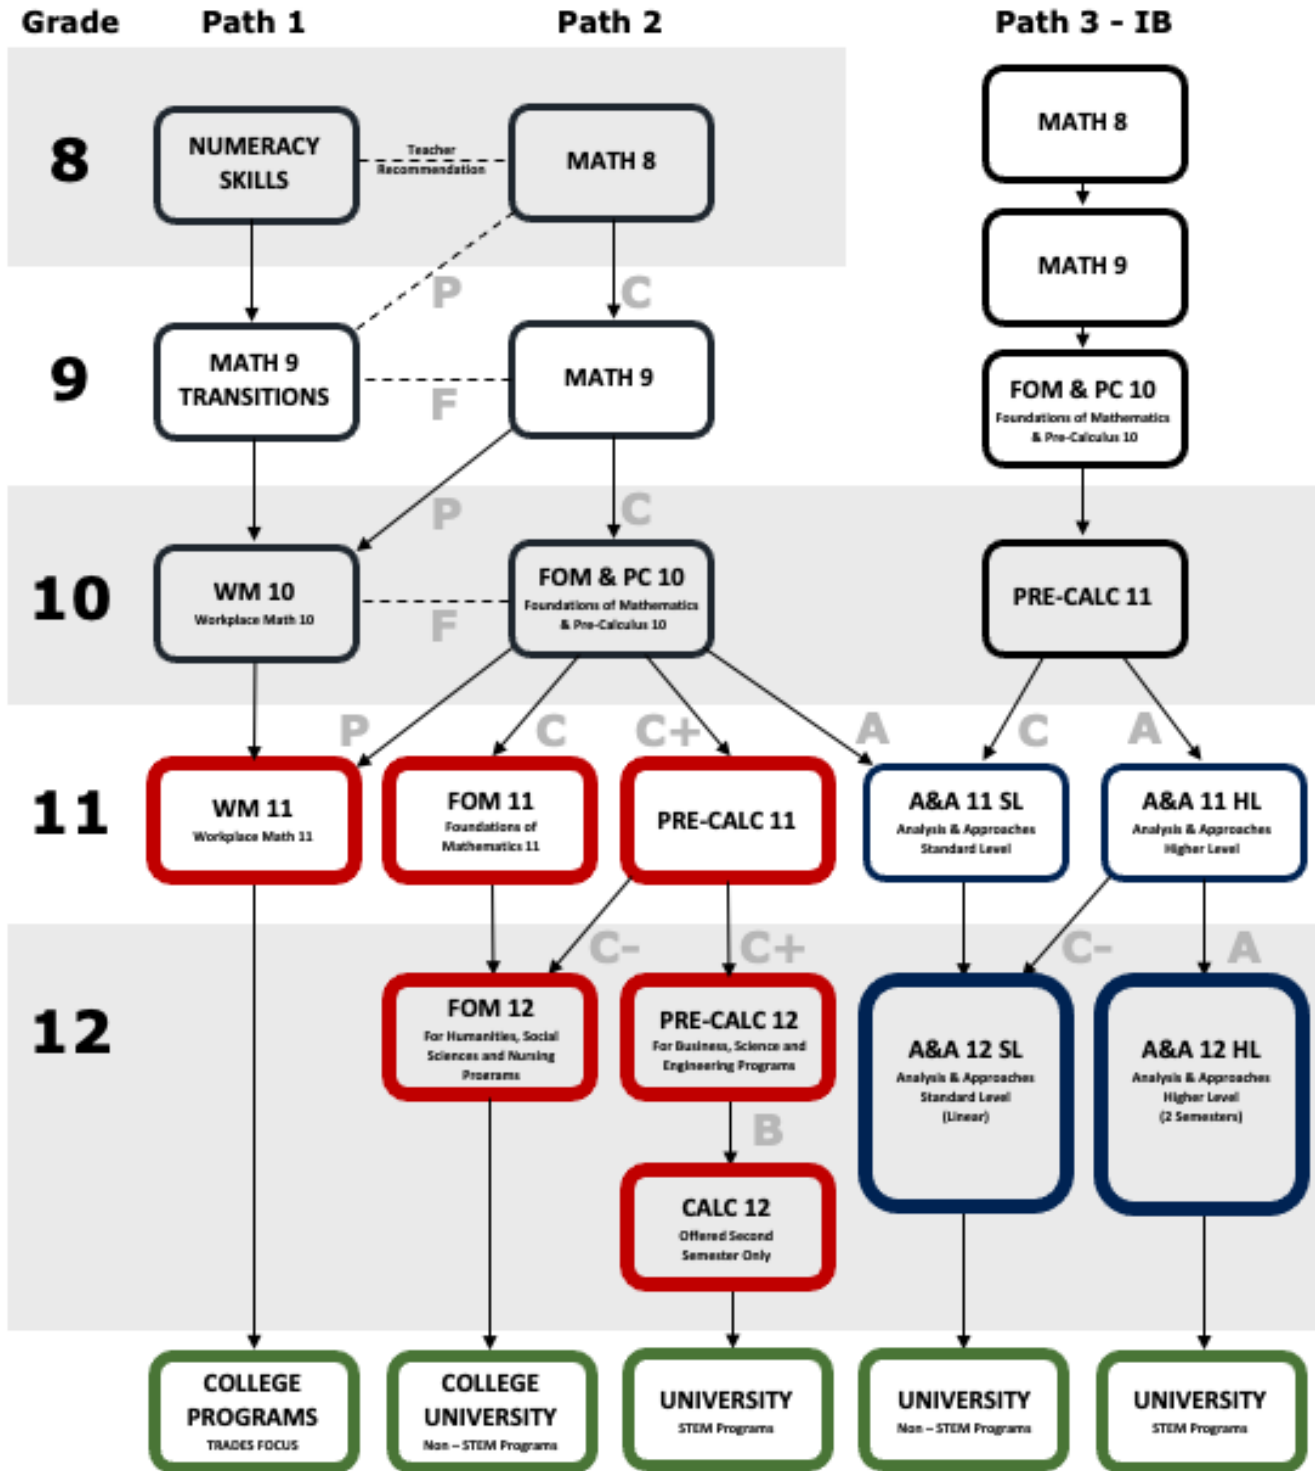 Grade Path 1 Path 2 Path 3 - IB
8
NUMERACY
SKILLS
Teacher
Recommendation
MATH 8
MATH 8
P
C
MATH 9
9
MATH 9
TRANSITIONS
F
MATH 9
FOM & PC 10
Foundations of Mathematics
& Pre-Calculus 10
P
C
10
WM 10
Workplace Math 10
F
FOM & PC 10
Foundations of Mathematics
& Pre-Calculus 10
PRE-CALC 11
P
C
C+
A
C
A
11
WM 11
Workplace Math 11
FOM 11
Foundations of
Mathematics 11
PRE-CALC 11
A&A 11 SL
Analysis & Approaches
Standard Level
A&A 11 HL
Analysis & Approaches
Higher Level
C-
C+
C-
A
12
FOM 12
For Humanities, Social
Sciences and Nursing
Programs
PRE-CALC 12
For Business, Science and
Engineering Programs
A&A 12 SL
Analysis & Approaches
Standard Level
(Linear)
A&A 12 HL
Analysis & Approaches
Higher Level
(2 Semesters)
B
CALC 12
Offered Second
Semester Only
COLLEGE
PROGRAMS
TRADES FOCUS
COLLEGE
UNIVERSITY
Non – STEM Programs
UNIVERSITY
STEM Programs
UNIVERSITY
Non – STEM Programs
UNIVERSITY
STEM Programs